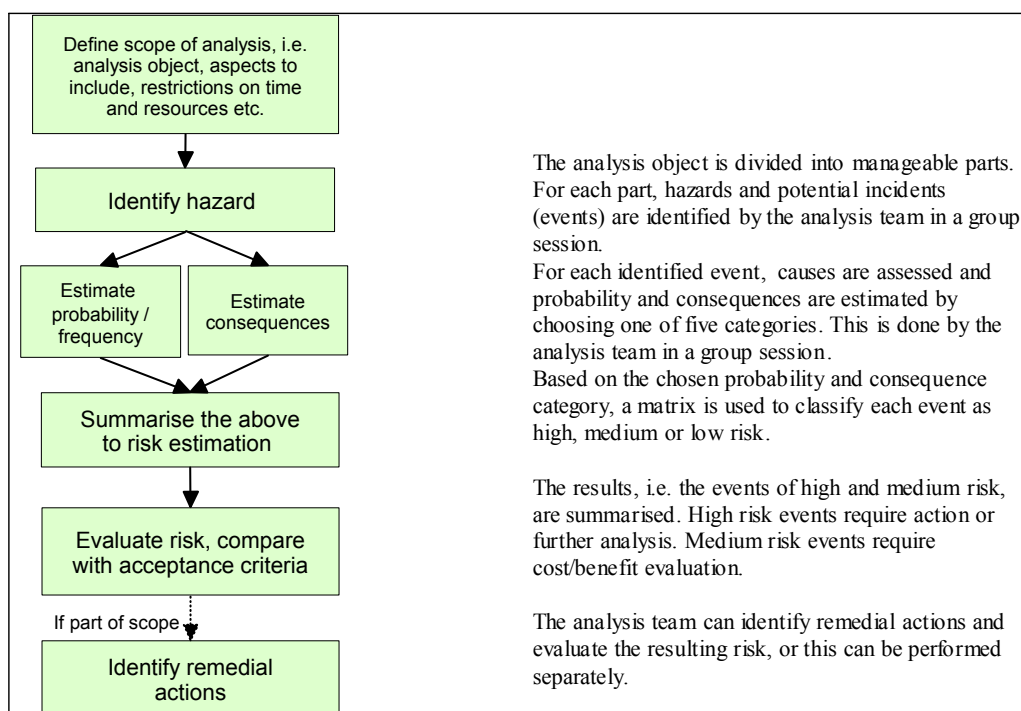 Define scope of analysis, i.e.
analysis object, aspects to
include, restrictions on time
and resources etc.
Identify hazard
Estimate
probability /
frequency
Estimate
consequences
Summarise the above
to risk estimation
Evaluate risk, compare
with acceptance criteria
If part of scope
Identify remedial
actions
The analysis object is divided into manageable parts.
For each part, hazards and potential incidents
(events) are identified by the analysis team in a group
session.
For each identified event, causes are assessed and
probability and consequences are estimated by
choosing one of five categories. This is done by the
analysis team in a group session.
Based on the chosen probability and consequence
category, a matrix is used to classify each event as
high, medium or low risk.
The results, i.e. the events of high and medium risk,
are summarised. High risk events require action or
further analysis. Medium risk events require
cost/benefit evaluation.
The analysis team can identify remedial actions and
evaluate the resulting risk, or this can be performed
separately.